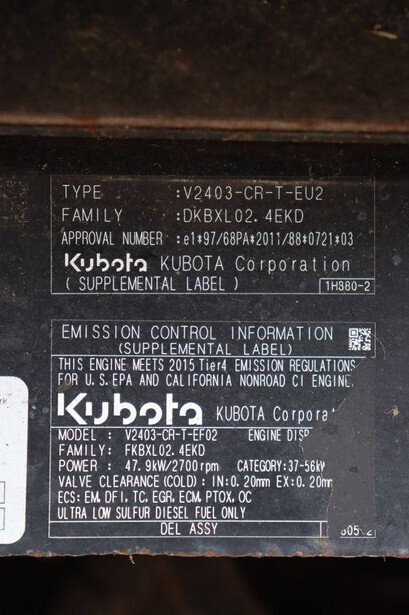 TYPE :V2403-CR-T-EU2
FAMILY :DKBXL02.4EKD
APPROVAL NUMBER :e1*97/68PA*2011/88*0721*03
Kubota KUBOTA Corporation
(SUPPLEMENTAL LABEL) 1H380-2
EMISSION CONTROL INFORMATION
(SUPPLEMENTAL LABEL)
THIS ENGINE MEETS 2015 Tier4 EMISSION REGULATIONS
FOR U.S. EPA AND CALIFORNIA NONROAD CI ENGINE
Kubota KUBOTA Corporat
MODEL : V2403-CR-T-EF02 ENGINE DISP
FAMILY: FKBXL02.4EKD
POWER : 47.9kW/2700rpm CATEGORY:37-56kW
VALVE CLEARANCE (COLD) : IN:0.20mm EX:0.20mm
ECS: EM, DFI, TC, EGR, ECM, PTOX, OC
ULTRA LOW SULFUR DIESEL FUEL ONLY
DEL ASSY